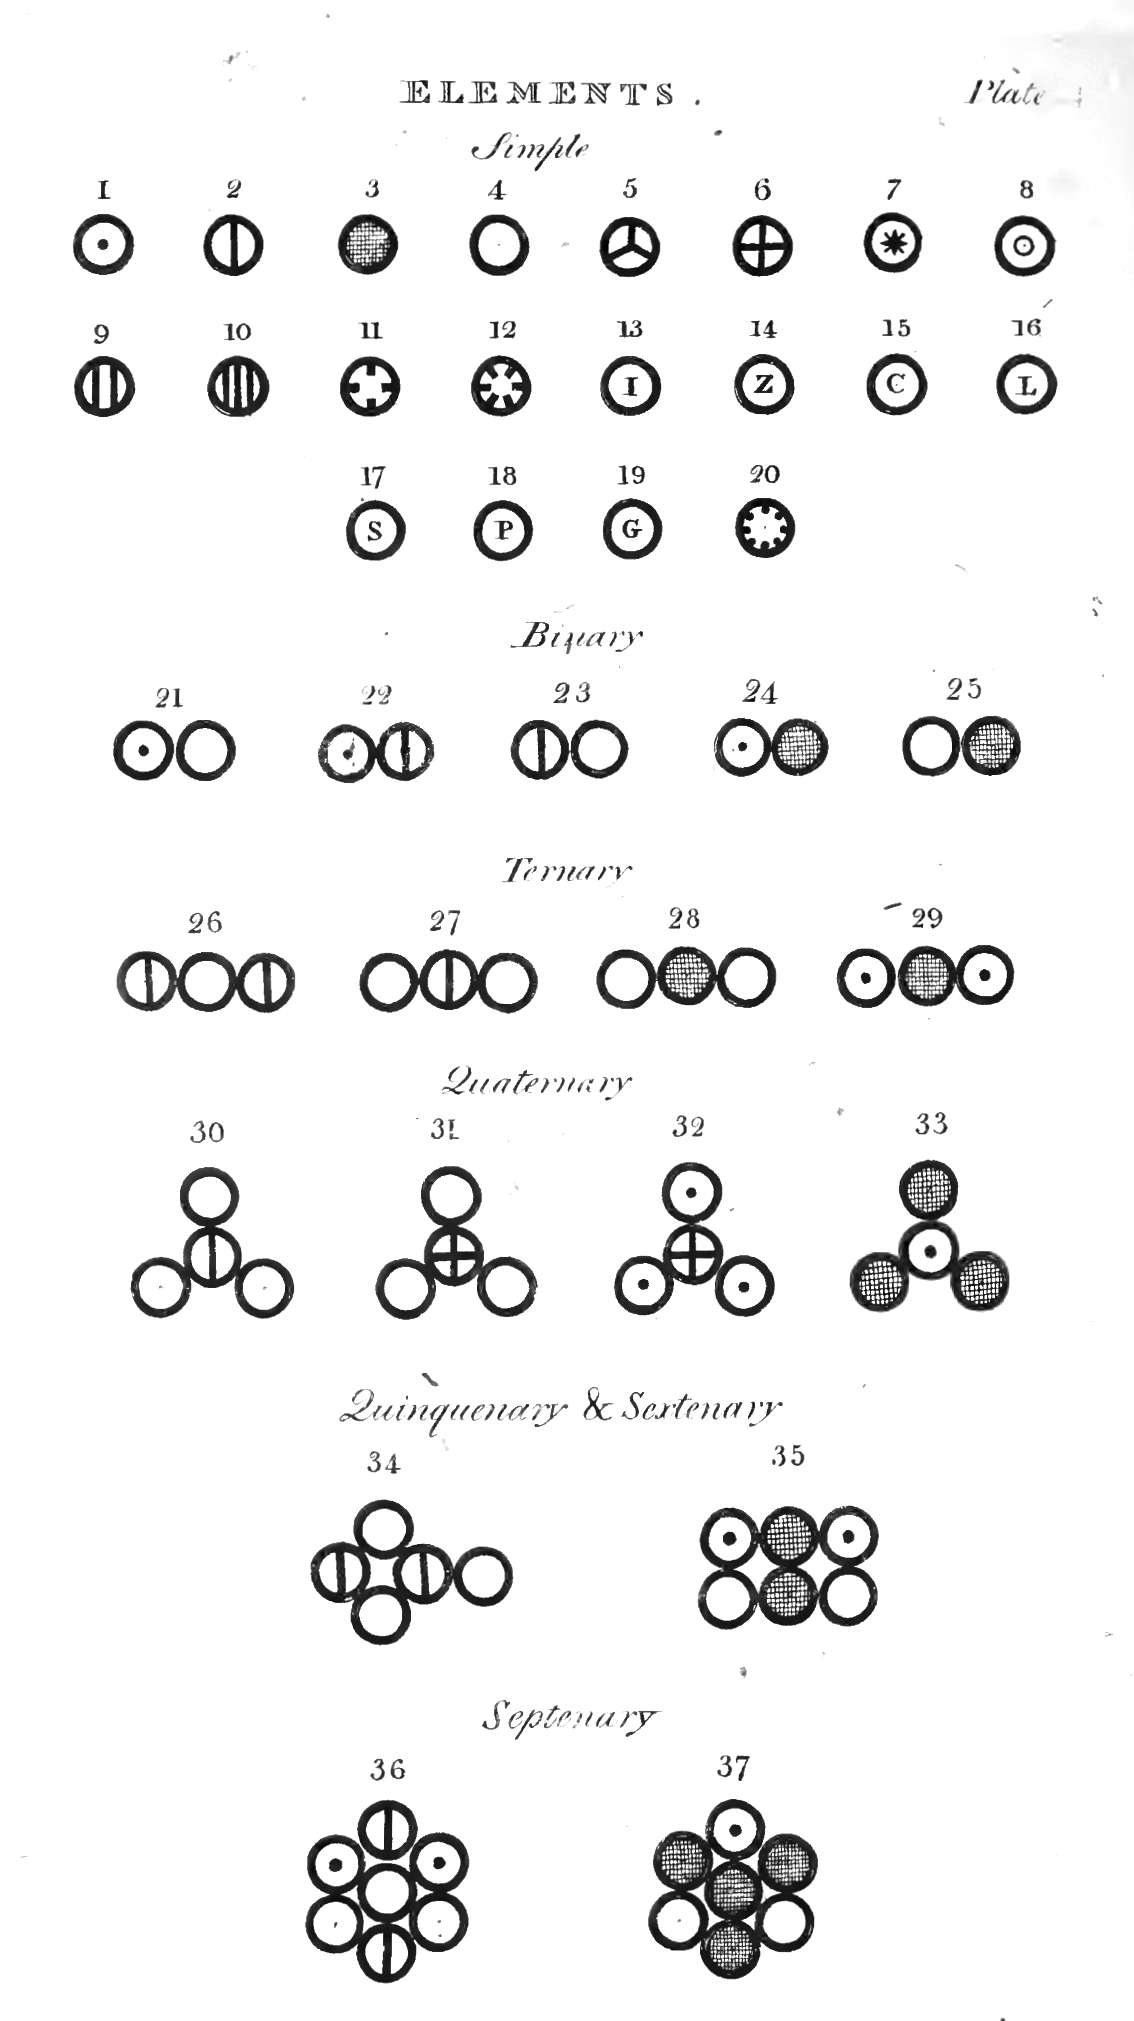 ELEMENTS. Plate
Simple
1 2 3 4 5 6 7 8
9 10 11 12 13 14 15 16
I Z C L
17 18 19 20
S P G
Binary
21 22 23 24 25
Ternary
26 27 28 29
Quaternary
30 31 32 33
Quinquenary & Sextenary
34 35
Septenary
36 37